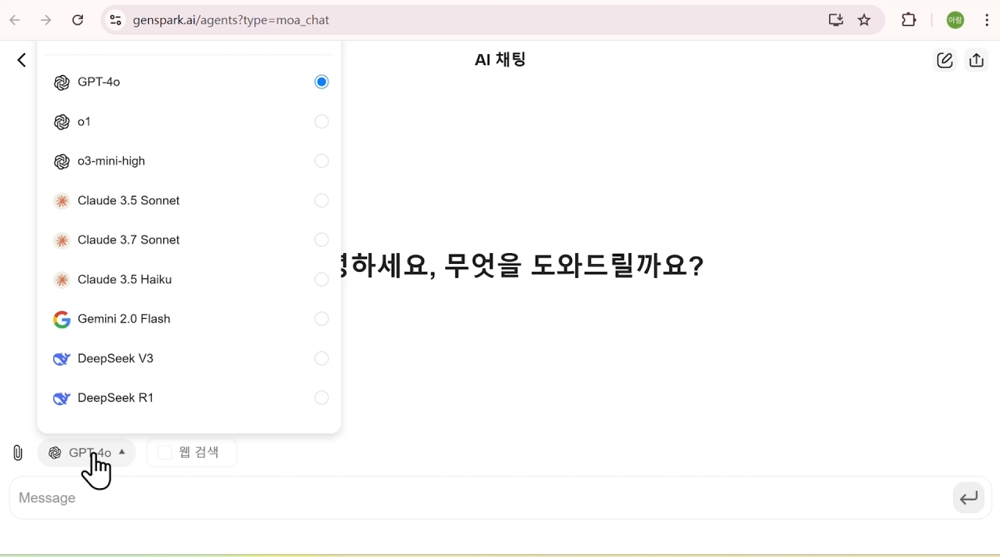 genspark.ai/agents?type=moa_chat
아람
AI 채팅
GPT-4o
o1
o3-mini-high
Claude 3.5 Sonnet
Claude 3.7 Sonnet
하세요, 무엇을 도와드릴까요?
Claude 3.5 Haiku
Gemini 2.0 Flash
DeepSeek V3
DeepSeek R1
GPT-4o
웹 검색
Message